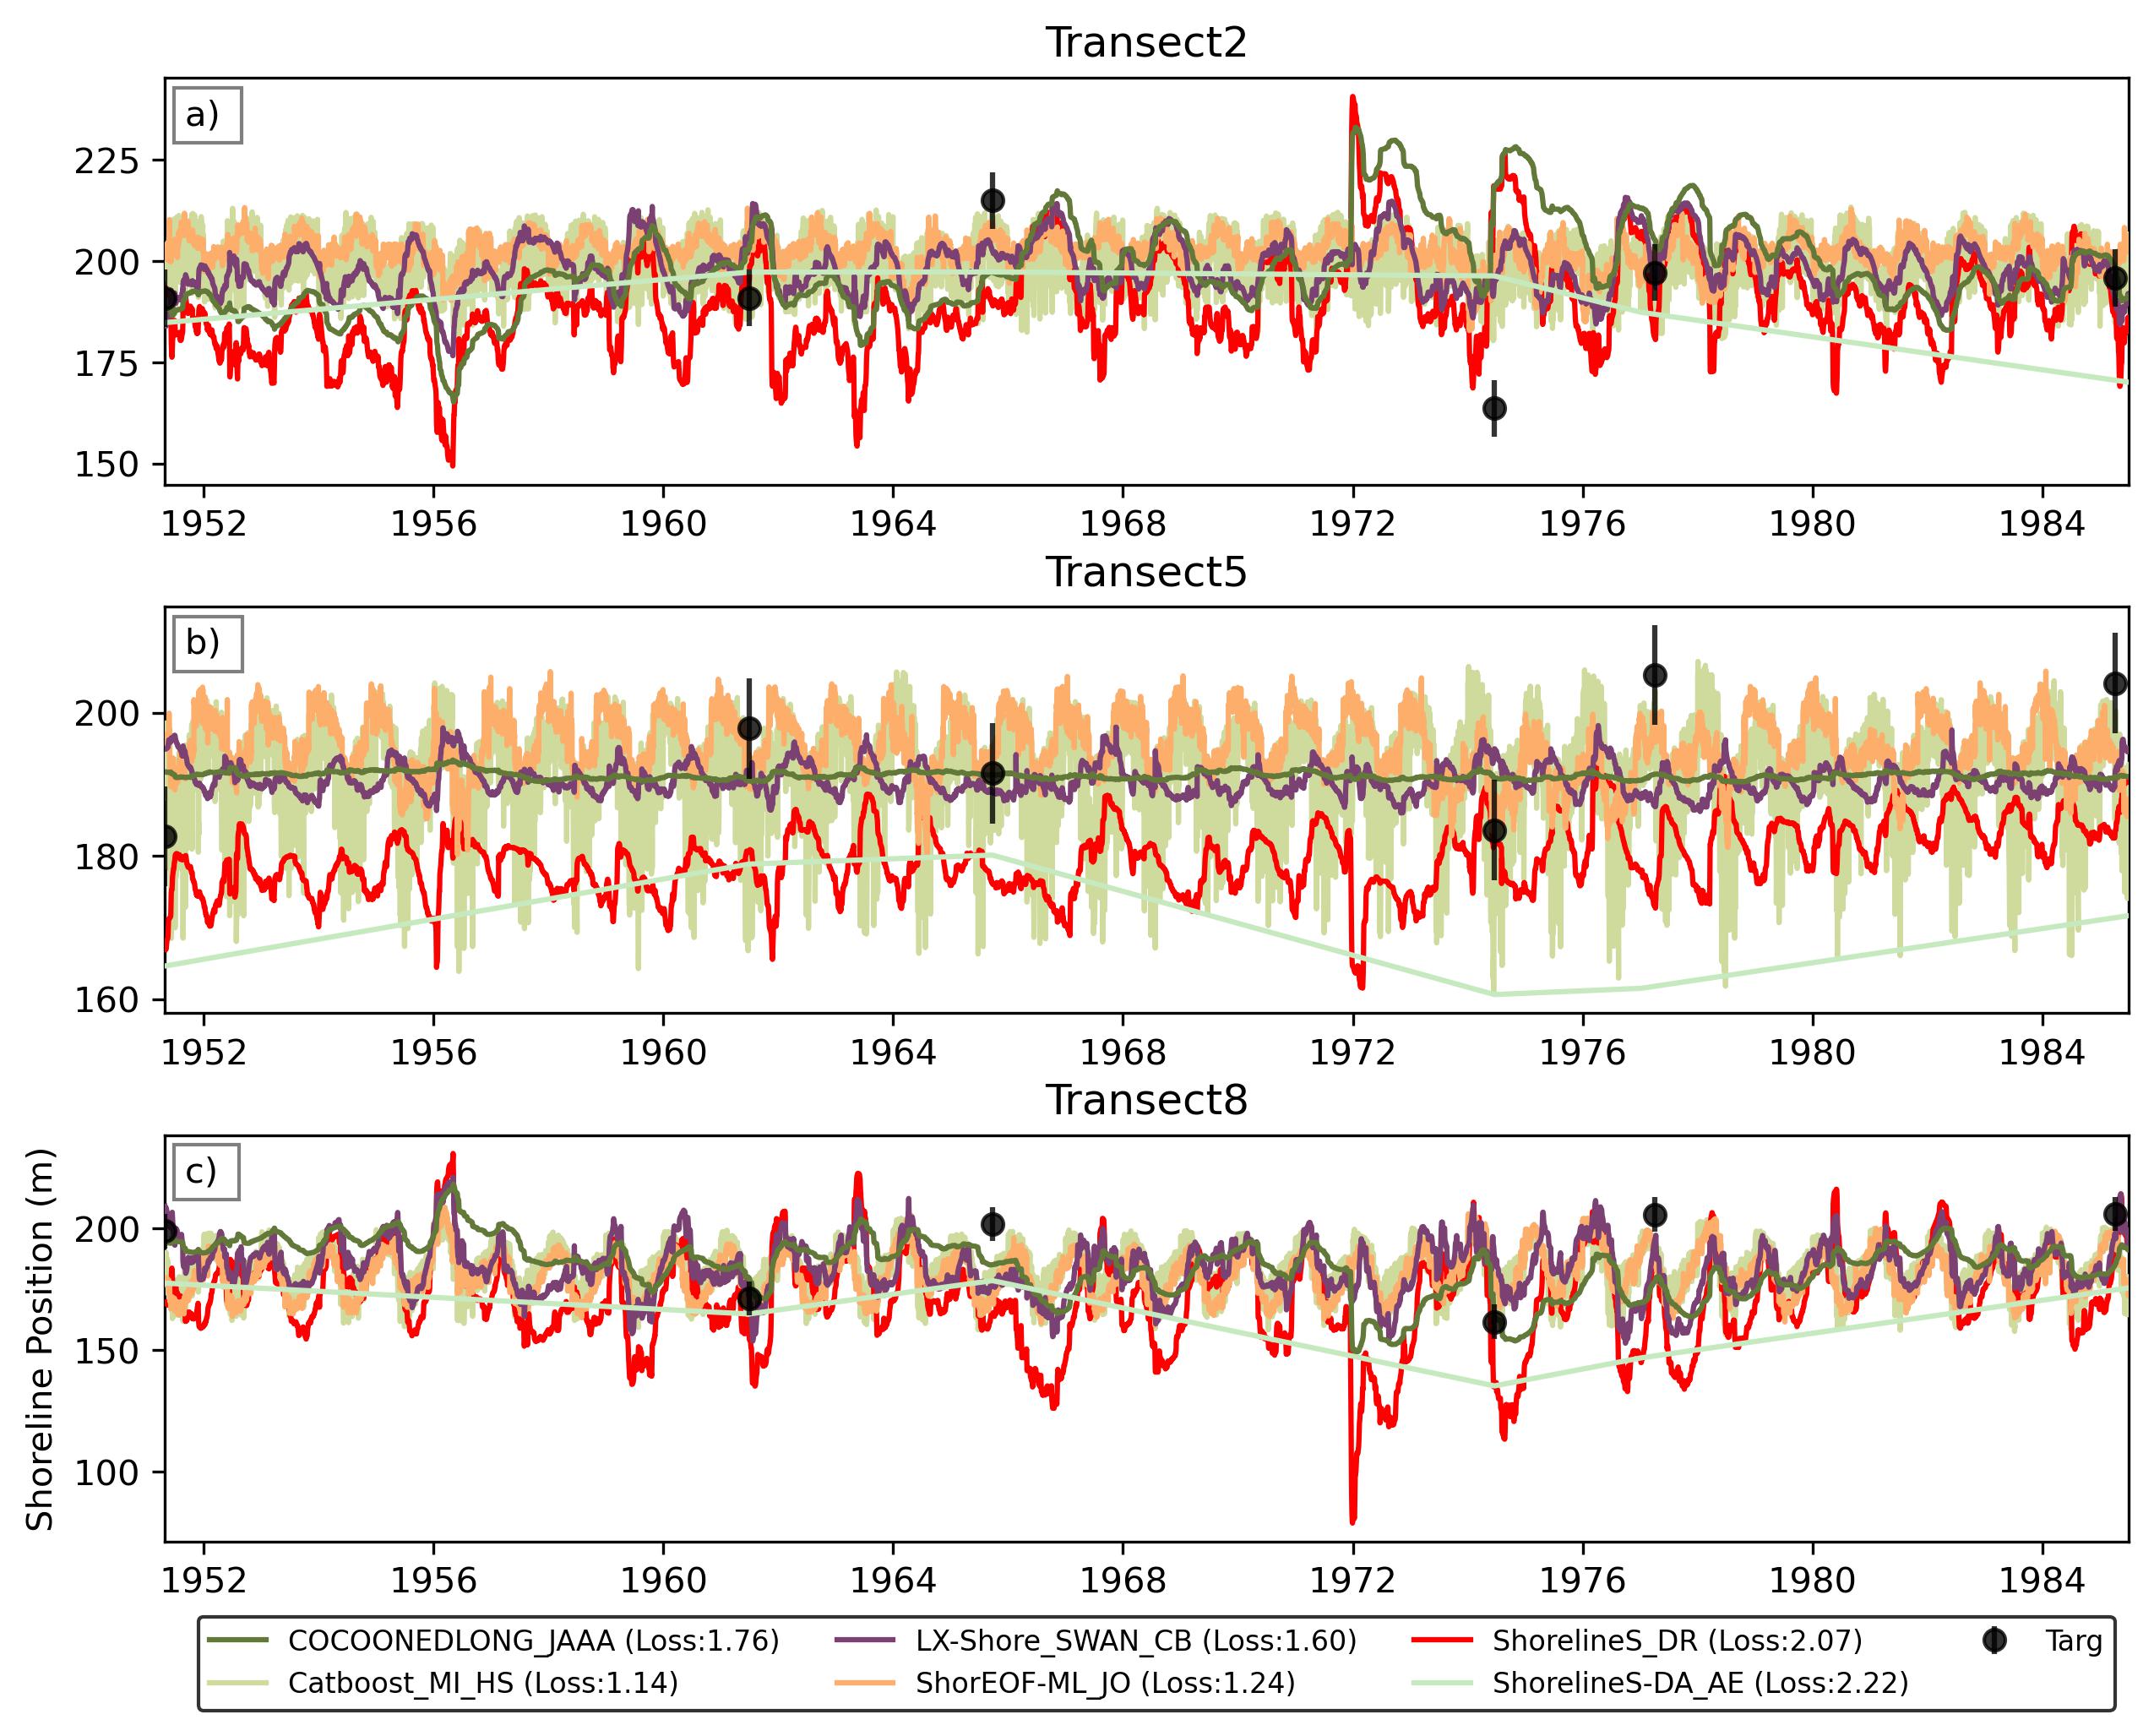 Transect2
a)
225
200
175
150
1952 1956 1960 1964 1968 1972 1976 1980 1984
Transect5
b)
200
180
160
1952 1956 1960 1964 1968 1972 1976 1980 1984
Transect8
c)
Shoreline Position (m)
200
150
100
1952 1956 1960 1964 1968 1972 1976 1980 1984
COCOONEDLONG_JAAA (Loss:1.76) LX-Shore_SWAN_CB (Loss:1.60) ShorelineS_DR (Loss:2.07) Targ
Catboost_MI_HS (Loss:1.14) ShorEOF-ML_JO (Loss:1.24) ShorelineS-DA_AE (Loss:2.22)